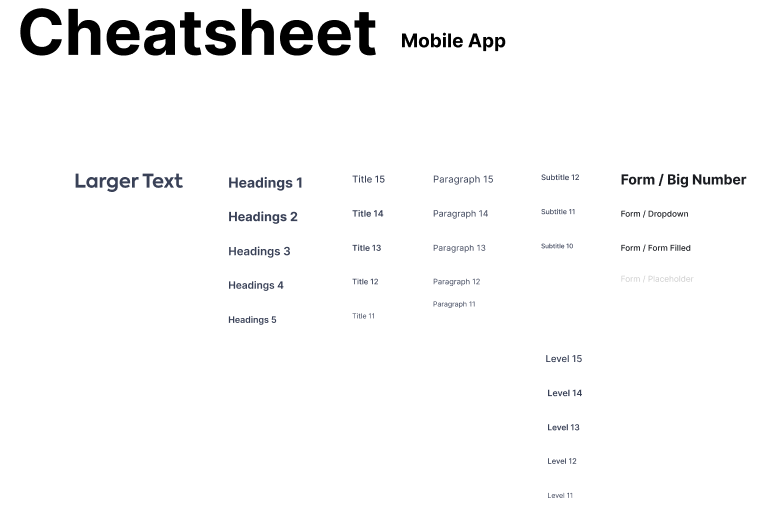 Cheatsheet Mobile App
Larger Text
Headings 1
Headings 2
Headings 3
Headings 4
Headings 5
Title 15
Title 14
Title 13
Title 12
Title 11
Paragraph 15
Paragraph 14
Paragraph 13
Paragraph 12
Paragraph 11
Subtitle 12
Subtitle 11
Subtitle 10
Level 15
Level 14
Level 13
Level 12
Level 11
Form / Big Number
Form / Dropdown
Form / Form Filled
Form / Placeholder